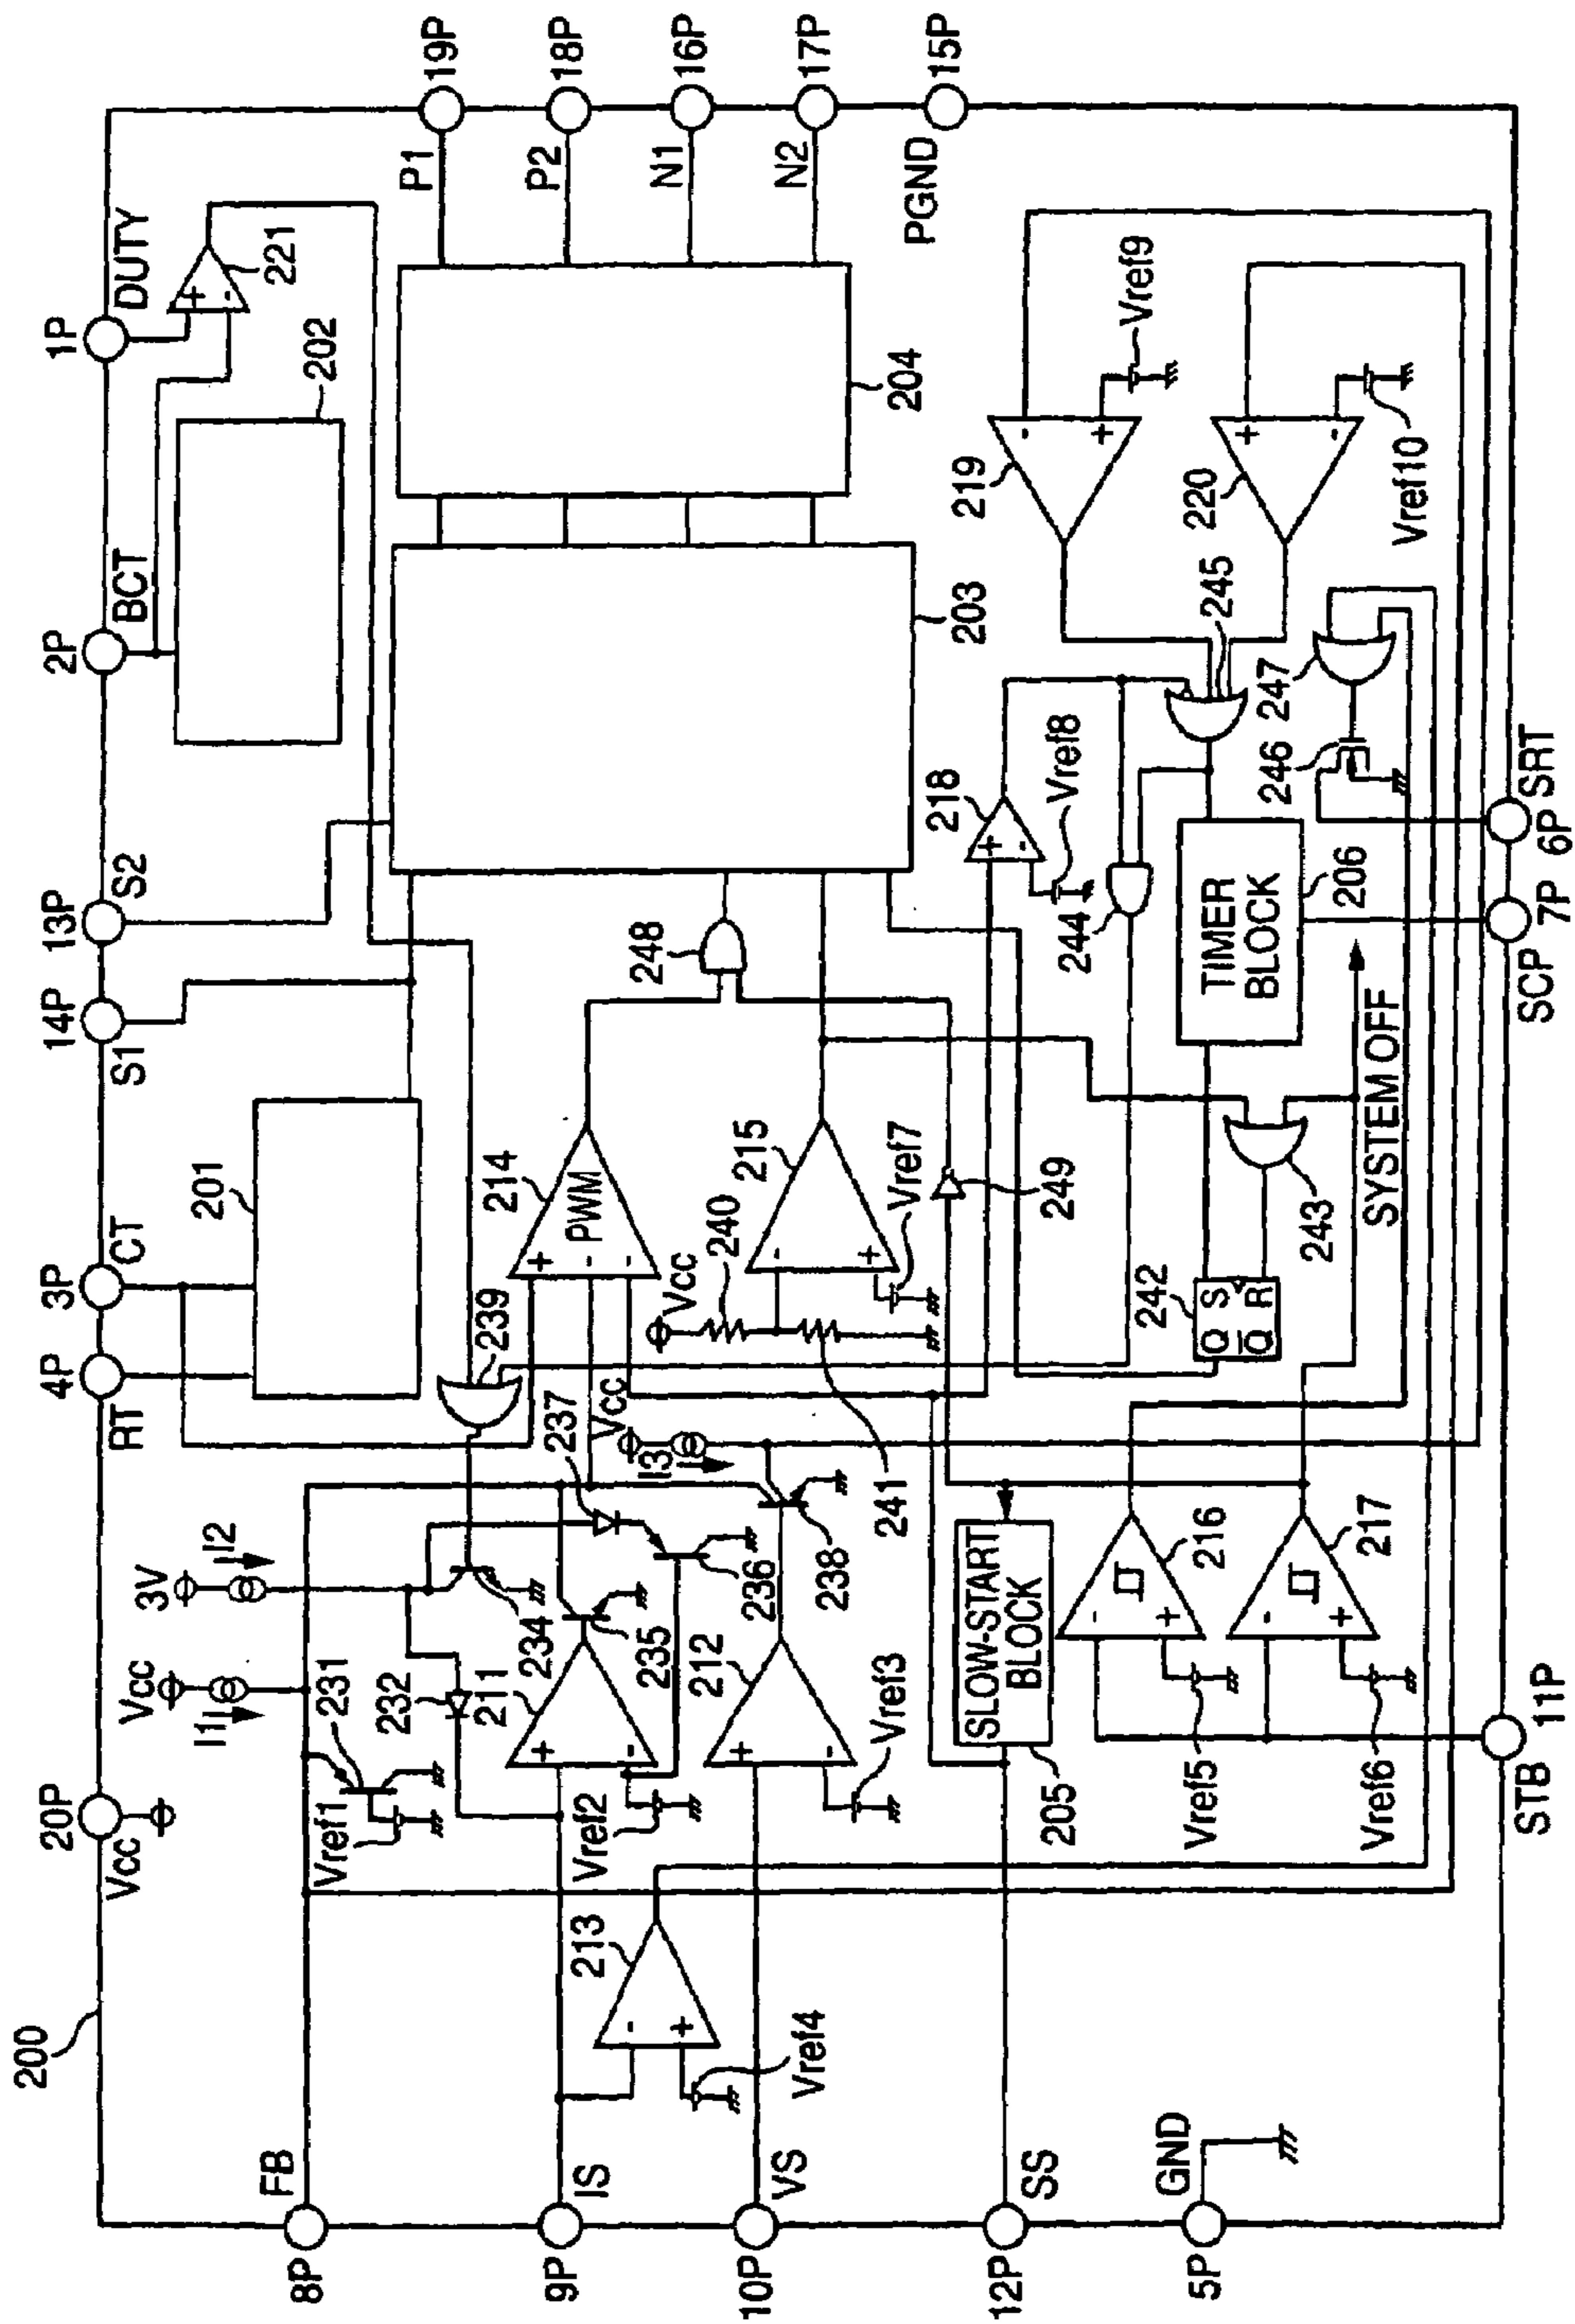 200
20P
Vcc
4P
RT
3P
CT
14P
S1
13P
S2
2P
BCT
1P
DUTY
Vcc
I1
3V
I2
201
202
221
8P
FB
231
Vref1
232
234
239
237
P1
19P
P2
18P
N1
16P
N2
17P
PGND
15P
9P
IS
211
+
-
Vref2
235
236
Vcc
I3
214
+
PWM
-
-
248
203
204
213
-
+
Vref4
10P
VS
212
+
-
Vref3
238
241
Vcc
240
215
-
+
Vref7
249
218
+
-
Vref8
219
-
+
Vref9
12P
SS
205
SLOW-START
BLOCK
244
245
220
+
-
Vref10
5P
GND
216
-
+
Vref5
217
-
+
Vref6
242
Q S
Q R
243
SYSTEM OFF
TIMER
BLOCK
206
246
247
STB
11P
SCP
7P
6P
SRT